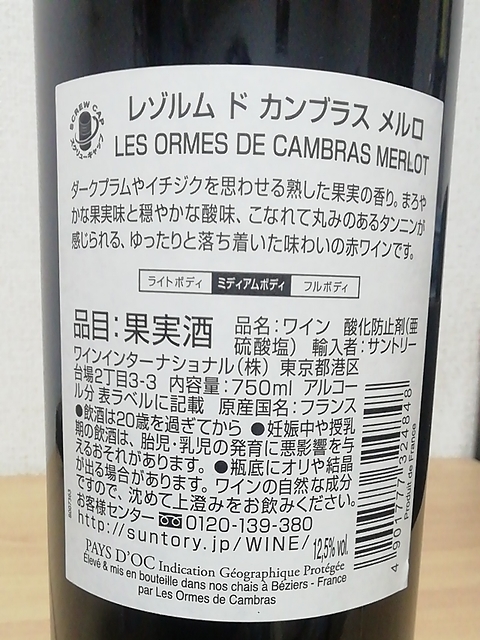 SCREW CAP
スクリューキャップ
レゾルム ド カンブラス メルロ
LES ORMES DE CAMBRAS MERLOT
ダークプラムやイチジクを思わせる熟した果実の香り。まろや
かな果実味と穏やかな酸味、こなれて丸みのあるタンニンが
感じられる、ゆったりと落ち着いた味わいの赤ワインです。
ライトボディ ミディアムボディ フルボディ
品目:果実酒 品名:ワイン 酸化防止剤(亜
硫酸塩) 輸入者:サントリー
ワインインターナショナル(株) 東京都港区
台場2丁目3-3 内容量:750ml アルコー
ル分 表ラベルに記載 原産国名:フランス
●飲酒は20歳を過ぎてから ●妊娠中や授乳
期の飲酒は、胎児・乳児の発育に悪影響を与
えるおそれがあります。●瓶底にオリや結晶
が出る場合があります。ワインの自然な成分
ですので、沈めて上澄みをお飲みください。
お客様センター 0120-139-380
http://suntory.jp/WINE/ 12,5% vol.
PAYS D'OC Indication Géographique Protégée
Élevé & mis en bouteille dans nos chais à Béziers - France
par Les Ormes de Cambras
4 901777 324848
Produit de France